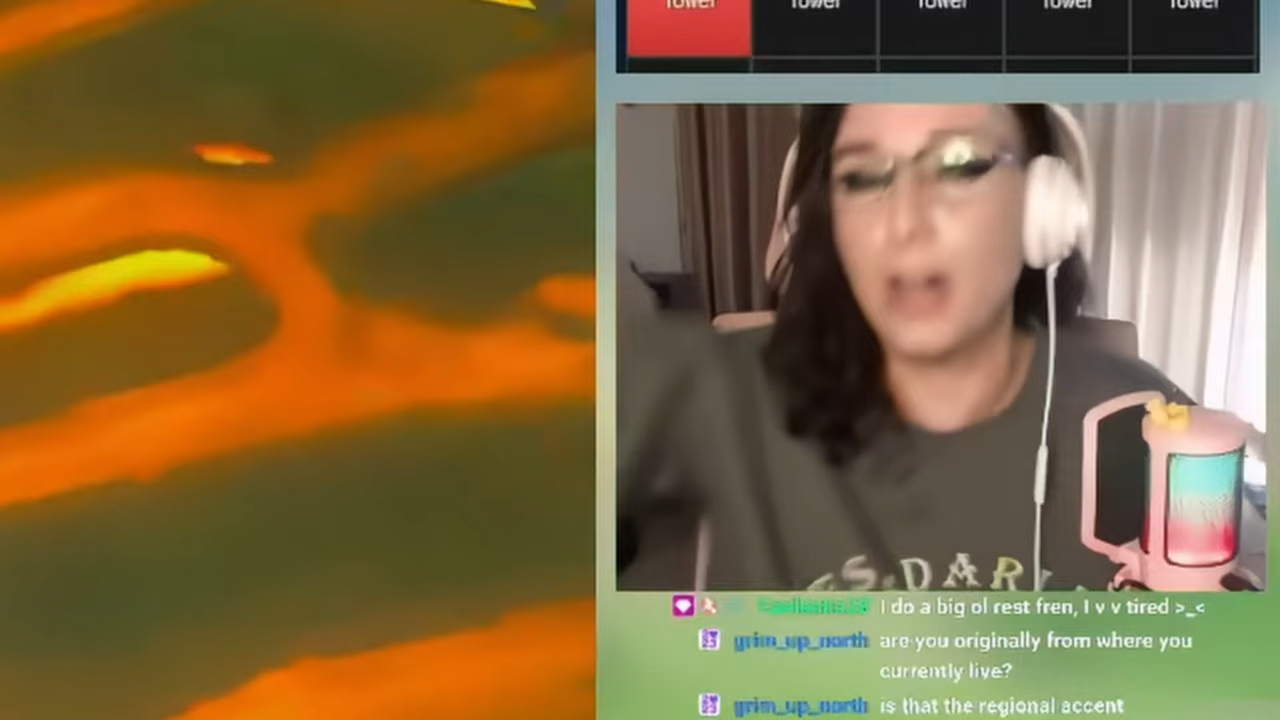 Tower Tower Tower Tower Tower
S.DAR
I do a big ol rest fren, I v v tired >_<
grim_up_north are you originally from where you
currently live?
grim_up_north is that the regional accent